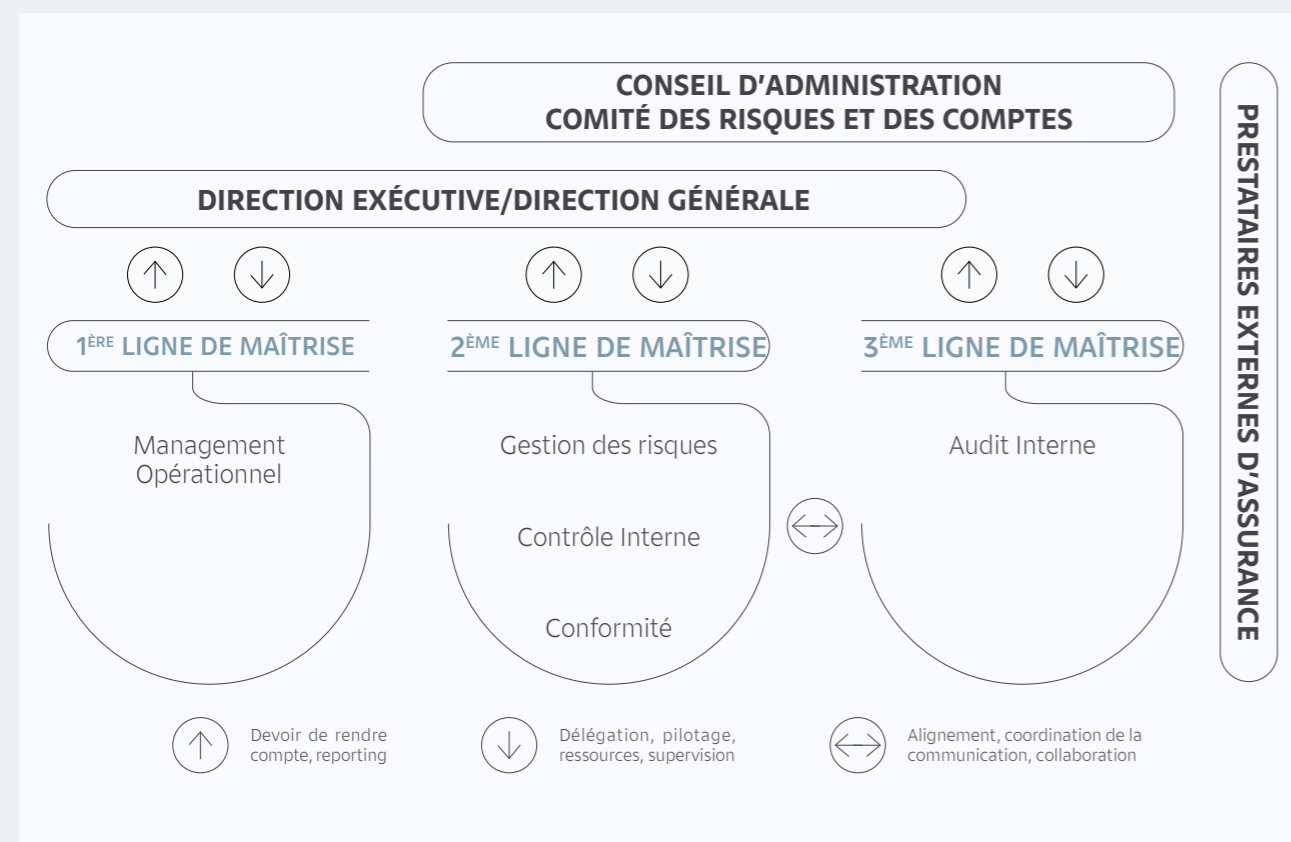 CONSEIL D'ADMINISTRATION
COMITÉ DES RISQUES ET DES COMPTES
DIRECTION EXÉCUTIVE/DIRECTION GÉNÉRALE
1ÈRE LIGNE DE MAÎTRISE
Management
Opérationnel
2ÈME LIGNE DE MAÎTRISE
Gestion des risques
Contrôle Interne
Conformité
3ÈME LIGNE DE MAÎTRISE
Audit Interne
PRESTATAIRES EXTERNES D'ASSURANCE
Devoir de rendre
compte, reporting
Délégation, pilotage,
ressources, supervision
Alignement, coordination de la
communication, collaboration